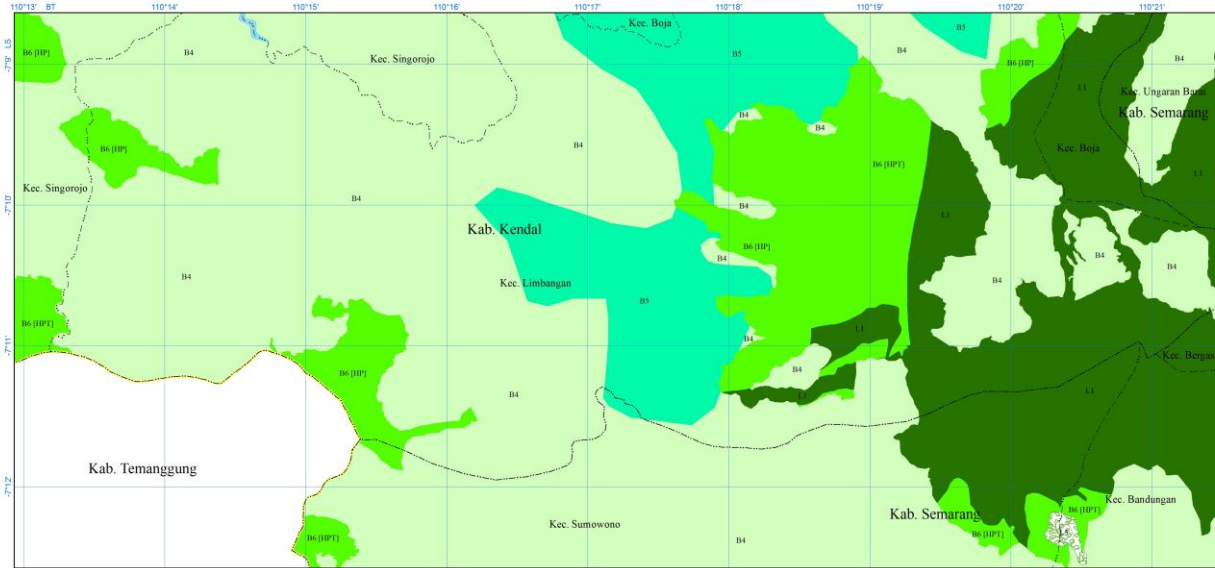 110°13' BT 110°14' 110°15' 110°16' 110°17' 110°18' 110°19' 110°20' 110°21'
LS
-7°9'
-7°10'
-7°11'
-7°12'
B6 [HP]
B4
Kec. Singorojo
Kec. Boja
B5
B4
B5
B6 [HP]
L1
B4
Kec. Ungaran Barat
Kab. Semarang
B6 [HP]
B4
B4
B4
B6 [HPT]
Kec. Boja
L1
Kec. Singorojo
B4
B4
L1
Kab. Kendal
B6 [HP]
B4
B4
B4
Kec. Limbangan
B5
B4
B4
B4
B6 [HPT]
L1
B4
Kec. Bergas
B6 [HP]
B4
B4
L1
L1
Kab. Temanggung
Kec. Sumowono
Kab. Semarang
Kec. Bandungan
B6 [HPT]
B6 [HPT]
B6 [HPT]
B4